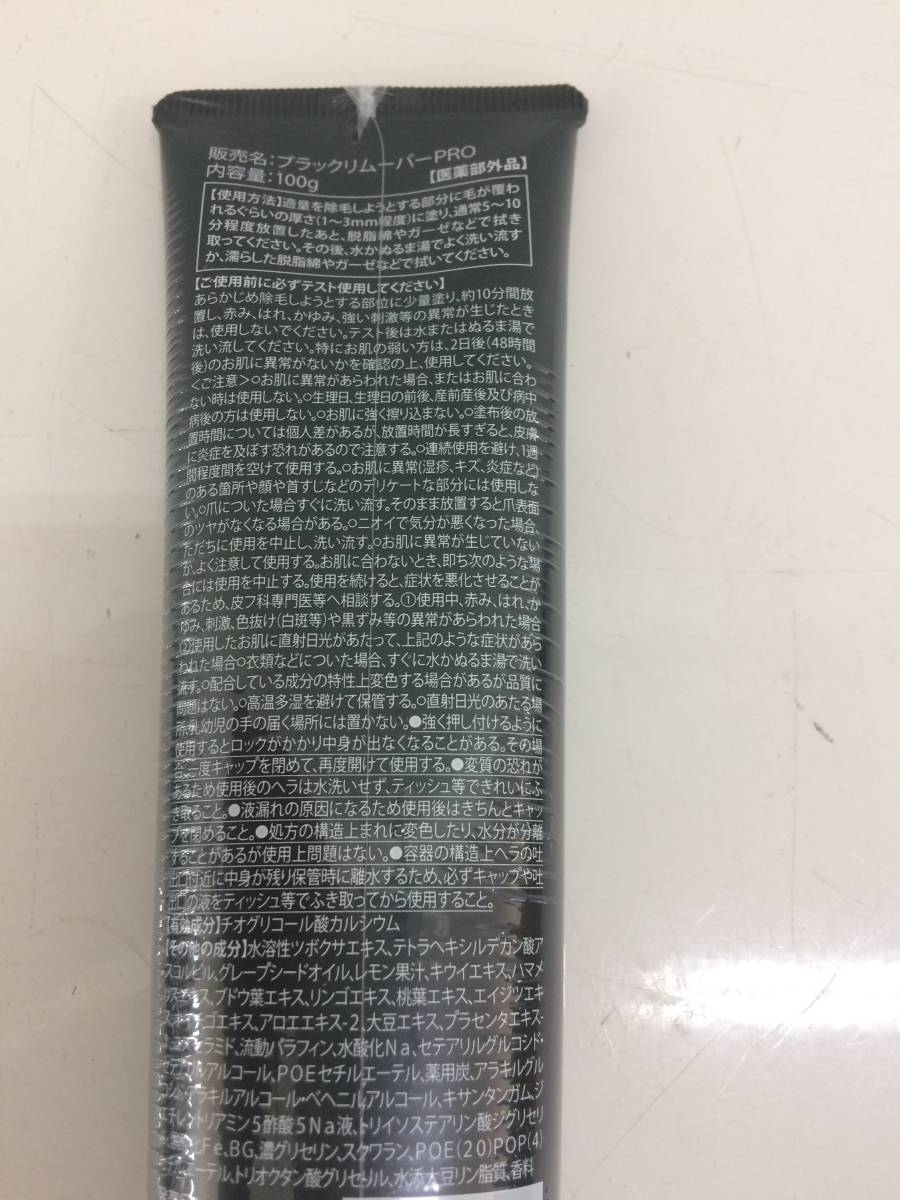 販売名:ブラックリムーバーPRO
内容量:100g 【医薬部外品】
【使用方法】適量を除毛しようとする部分に毛が覆わ
れるぐらいの厚さ(1〜3mm程度)に塗り、通常5〜10
分程度放置したあと、脱脂綿やガーゼなどで拭き
取ってください。その後、水かぬるま湯でよく洗い流す
か、濡らした脱脂綿やガーゼなどで拭いてください。
【ご使用前に必ずテスト使用してください】
あらかじめ除毛しようとする部位に少量塗り、約10分間放
置し、赤み、はれ、かゆみ、強い刺激等の異常が生じたとき
は、使用しないでください。テスト後は水またはぬるま湯で
洗い流してください。特にお肌の弱い方は、2日後(48時間
後)のお肌に異常がないかを確認の上、使用してください。
<ご注意>○お肌に異常があらわれた場合、またはお肌に合わ
ない時は使用しない。○生理日、生理日の前後、産前産後及び病中
病後の方は使用しない。○お肌に強く擦り込まない。○塗布後の放
置時間については個人差があるが、放置時間が長すぎると、皮膚
に炎症を及ぼす恐れがあるので注意する。○連続使用を避け、1週
間程度間を空けて使用する。○お肌に異常(湿疹、キズ、炎症など)
のある箇所や顔や首すじなどのデリケートな部分には使用しな
い。○爪についた場合すぐに洗い流す。そのまま放置すると爪表面
のツヤがなくなる場合がある。○ニオイで気分が悪くなった場合、
ただちに使用を中止し、洗い流す。○お肌に異常が生じていない
か、よく注意して使用する。お肌に合わないとき、即ち次のような場
合には使用を中止する。使用を続けると、症状を悪化させることが
あるため、皮フ科専門医等へ相談する。①使用中、赤み、はれ、か
ゆみ、刺激、色抜け(白斑等)や黒ずみ等の異常があらわれた場合
②使用したお肌に直射日光があたって、上記のような症状があら
われた場合○衣類などについた場合、すぐに水かぬるま湯で洗い
流す。○配合している成分の特性上変色する場合があるが品質に
問題はない。○高温多湿を避けて保管する。○直射日光のあたる場
所、乳幼児の手の届く場所には置かない。●強く押し付けるように
使用するとロックがかかり中身が出なくなることがある。その場
合一度キャップを閉めて、再度開けて使用する。●変質の恐れが
あるため使用後のヘラは水洗いせず、ティッシュ等できれいにふ
き取ること。●液漏れの原因になるため使用後はきちんとキャッ
プを閉めること。●処方の構造上まれに変色したり、水分が分離
することがあるが使用上問題はない。●容器の構造上ヘラの吐
出口付近に中身が残り保管時に離水するため、必ずキャップや吐
出口の液をティッシュ等でふき取ってから使用すること。
【有効成分】チオグリコール酸カルシウム
【その他の成分】水溶性ツボクサエキス、テトラヘキシルデカン酸ア
スコルビル、グレープシードオイル、レモン果汁、キウイエキス、ハマメ
エキス、ブドウ葉エキス、リンゴエキス、桃葉エキス、エイジツエキ
ゴエキス、アロエエキス-2、大豆エキス、プラセンタエキス・
ラミド、流動パラフィン、水酸化Na、セテアリルグルコシド・
アルコール、POEセチルエーテル、薬用炭、アラキルグル
アラキルアルコール・ベヘニルアルコール、キサンタンガム、ジ
チレントリアミン5酢酸5Na液、トリイソステアリン酸ジグリセリ
Fe、BG、濃グリセリン、スクワラン、POE(20)POP(4)
エーテル、トリオクタン酸グリセリル、水添大豆リン脂質、香料